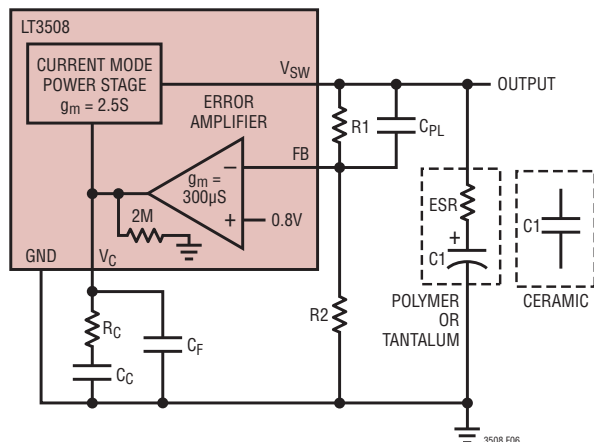 LT3508
CURRENT MODE
POWER STAGE
gm = 2.5S
VSW
OUTPUT
ERROR
AMPLIFIER
R1
CPL
FB
−
gm =
300µS
+
0.8V
2M
ESR
+
C1
C1
GND
VC
POLYMER
OR
TANTALUM
CERAMIC
RC
CF
R2
CC
3508 F06